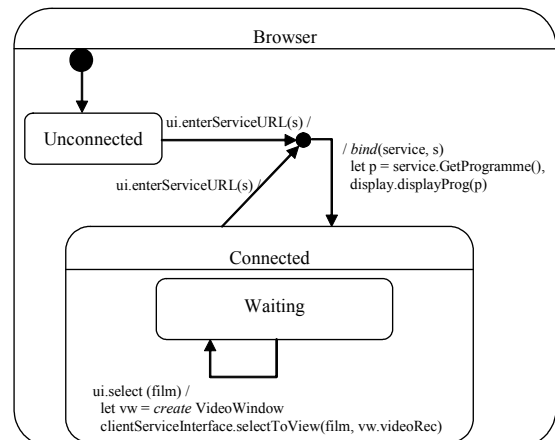 Browser
Unconnected
ui.enterServiceURL(s) /
/ bind(service, s)
let p = service.GetProgramme(),
display.displayProg(p)
ui.enterServiceURL(s) /
Connected
Waiting
ui.select (film) /
let vw = create VideoWindow
clientServiceInterface.selectToView(film, vw.videoRec)